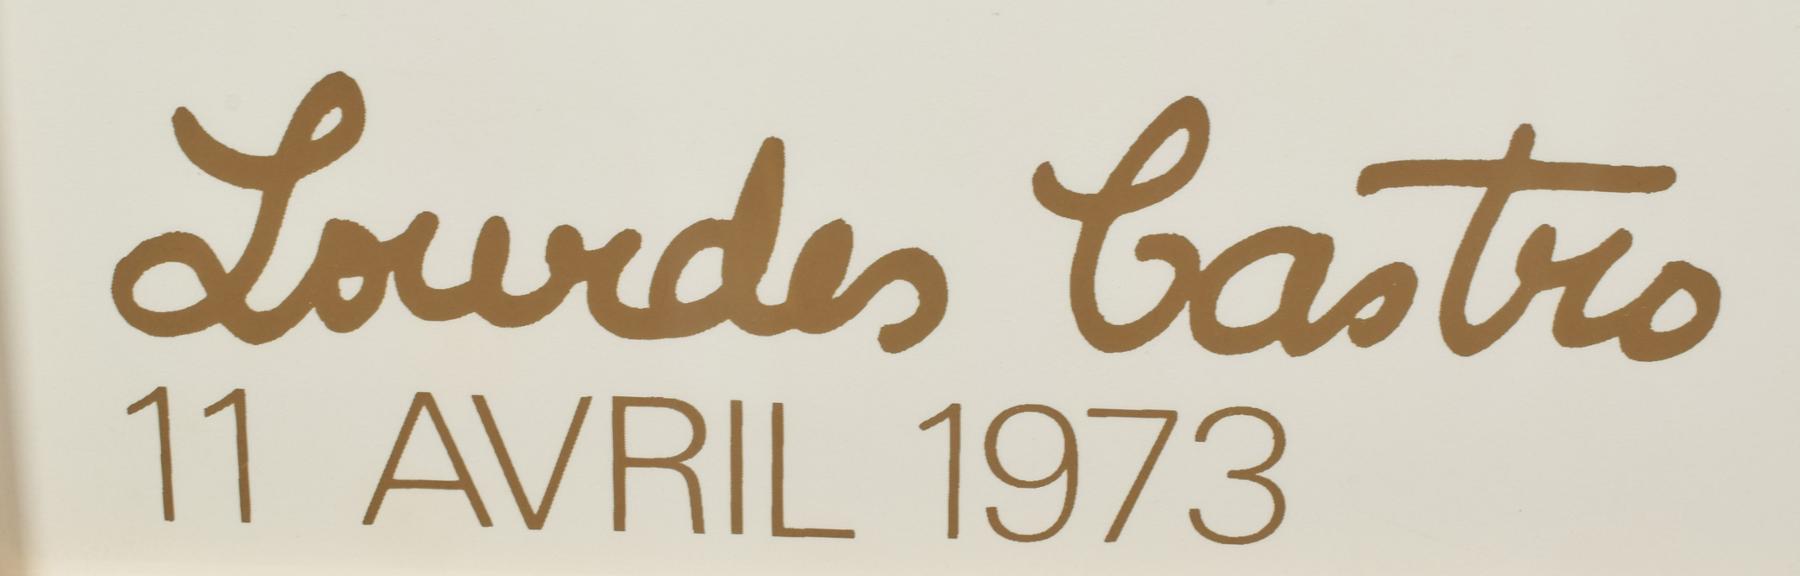 Lourdes Castro
11 AVRIL 1973